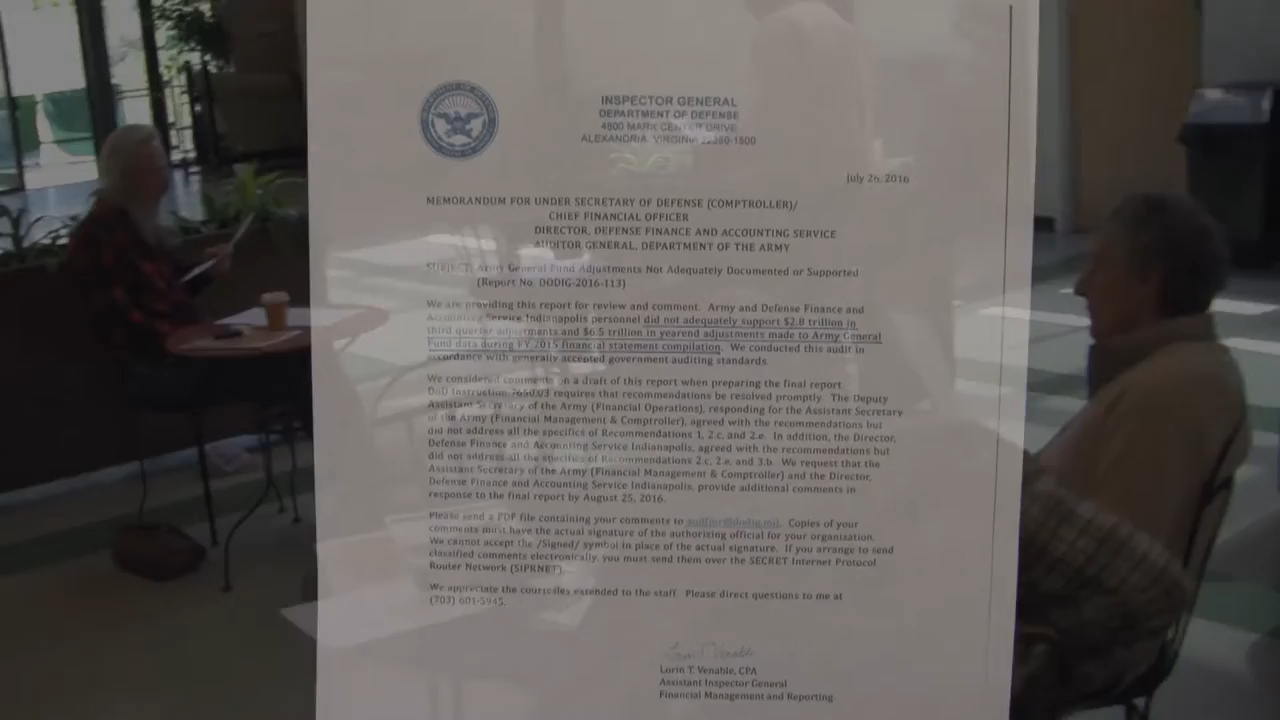 INSPECTOR GENERAL
DEPARTMENT OF DEFENSE
4800 MARK CENTER DRIVE
ALEXANDRIA, VIRGINIA 22350-1500
July 26, 2016
MEMORANDUM FOR UNDER SECRETARY OF DEFENSE (COMPTROLLER)/
CHIEF FINANCIAL OFFICER
DIRECTOR, DEFENSE FINANCE AND ACCOUNTING SERVICE
AUDITOR GENERAL, DEPARTMENT OF THE ARMY
SUBJECT: Army General Fund Adjustments Not Adequately Documented or Supported
(Report No. DODIG-2016-113)
We are providing this report for review and comment. Army and Defense Finance and
Accounting Service Indianapolis personnel did not adequately support $2.8 trillion in
third quarter adjustments and $6.5 trillion in yearend adjustments made to Army General
Fund data during FY 2015 financial statement compilation. We conducted this audit in
accordance with generally accepted government auditing standards.
We considered comments on a draft of this report when preparing the final report.
DoD Instruction 7650.03 requires that recommendations be resolved promptly. The Deputy
Assistant Secretary of the Army (Financial Operations), responding for the Assistant Secretary
of the Army (Financial Management & Comptroller), agreed with the recommendations but
did not address all the specifics of Recommendations 1, 2.c, and 2.e. In addition, the Director,
Defense Finance and Accounting Service Indianapolis, agreed with the recommendations but
did not address all the specifics of Recommendations 2.c, 2.e, and 3.b. We request that the
Assistant Secretary of the Army (Financial Management & Comptroller) and the Director,
Defense Finance and Accounting Service Indianapolis, provide additional comments in
response to the final report by August 25, 2016.
Please send a PDF file containing your comments to audfmr@dodig.mil. Copies of your
comments must have the actual signature of the authorizing official for your organization.
We cannot accept the /Signed/ symbol in place of the actual signature. If you arrange to send
classified comments electronically, you must send them over the SECRET Internet Protocol
Router Network (SIPRNET).
We appreciate the courtesies extended to the staff. Please direct questions to me at
(703) 601-5945.
Lorin T. Venable
Lorin T. Venable, CPA
Assistant Inspector General
Financial Management and Reporting